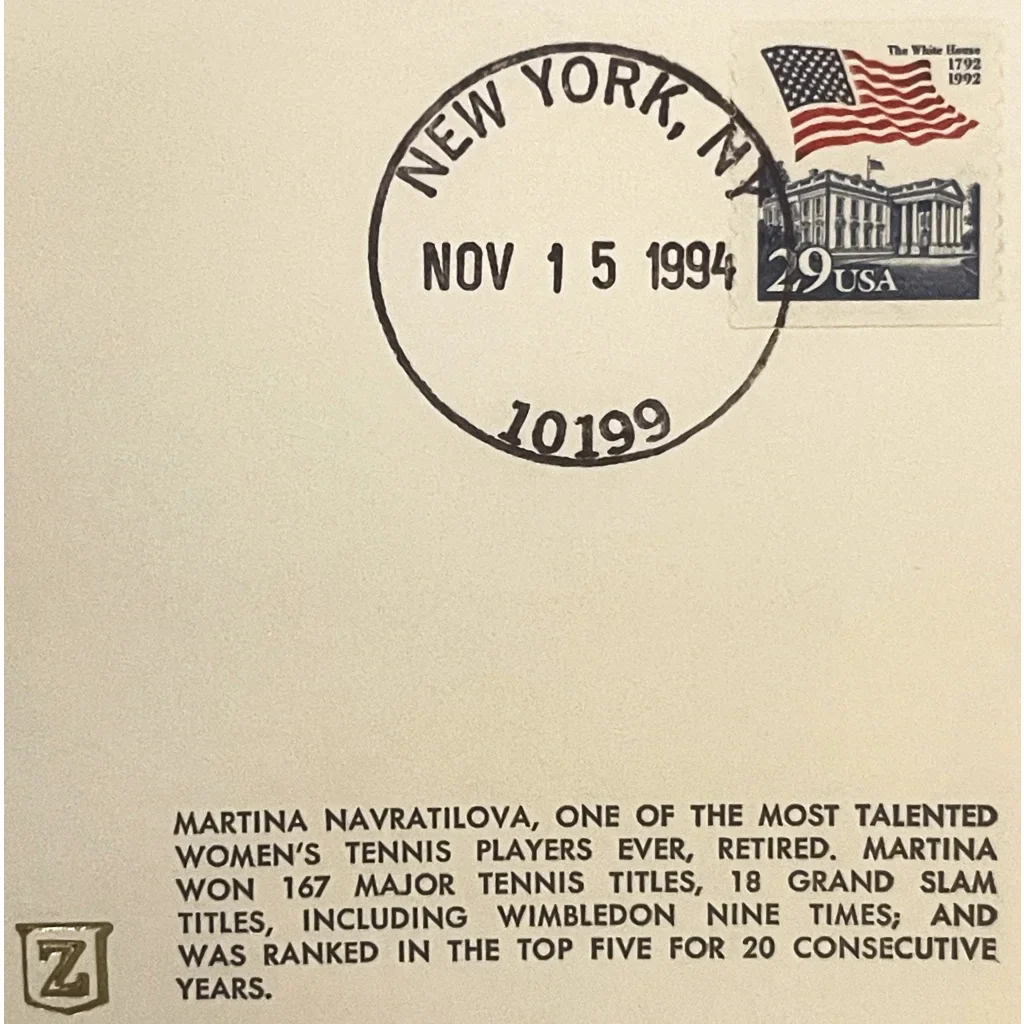 NEW YORK, NY
The White House
1792
1992
NOV 15 1994
29 USA
10199
MARTINA NAVRATILOVA, ONE OF THE MOST TALENTED
WOMEN'S TENNIS PLAYERS EVER, RETIRED. MARTINA
WON 167 MAJOR TENNIS TITLES, 18 GRAND SLAM
TITLES, INCLUDING WIMBLEDON NINE TIMES; AND
WAS RANKED IN THE TOP FIVE FOR 20 CONSECUTIVE
YEARS.
Z